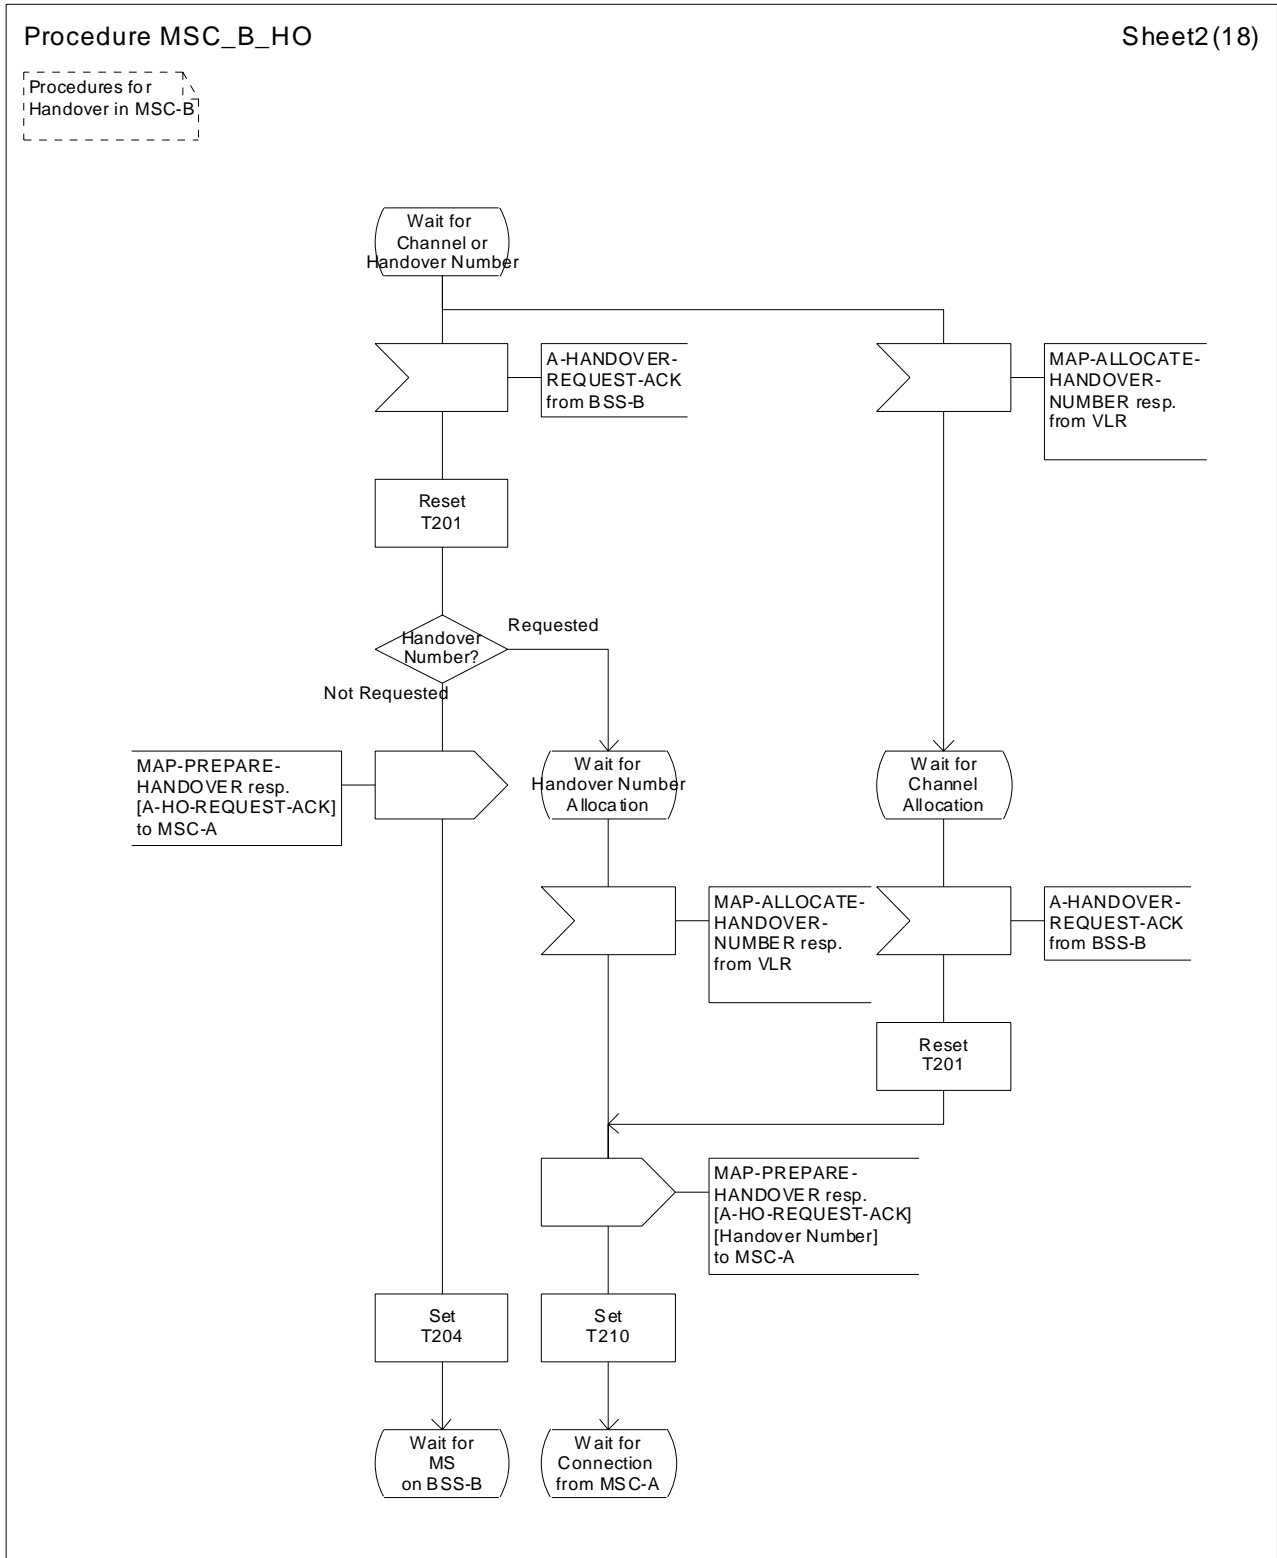 Procedure MSC_B_HO
Sheet2(18)
Procedures for
Handover in MSC-B
Wait for
Channel or
Handover Number
A-HANDOVER-
REQUEST-ACK
from BSS-B
MAP-ALLOCATE-
HANDOVER-
NUMBER resp.
from VLR
Reset
T201
Handover
Number?
Requested
Not Requested
MAP-PREPARE-
HANDOVER resp.
[A-HO-REQUEST-ACK]
to MSC-A
Wait for
Handover Number
Allocation
Wait for
Channel
Allocation
MAP-ALLOCATE-
HANDOVER-
NUMBER resp.
from VLR
A-HANDOVER-
REQUEST-ACK
from BSS-B
Reset
T201
MAP-PREPARE-
HANDOVER resp.
[A-HO-REQUEST-ACK]
[Handover Number]
to MSC-A
Set
T204
Set
T210
Wait for
MS
on BSS-B
Wait for
Connection
from MSC-A